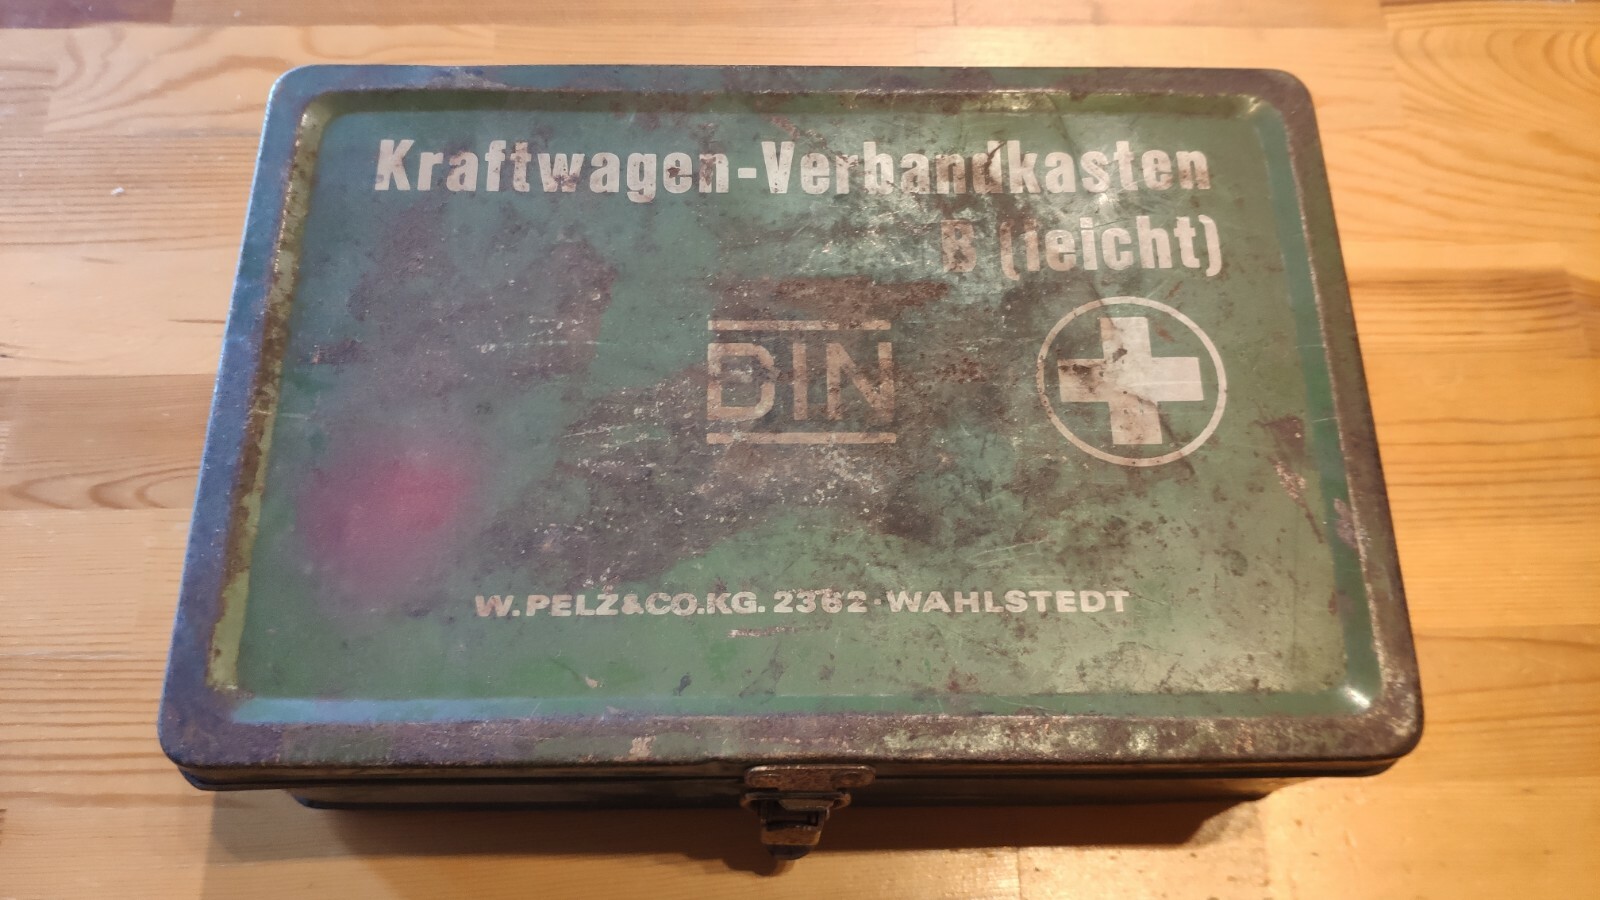 Kraftwagen-Verbandkasten
B (leicht)
DIN
W. PELZ & CO. KG. 2362 · WAHLSTEDT